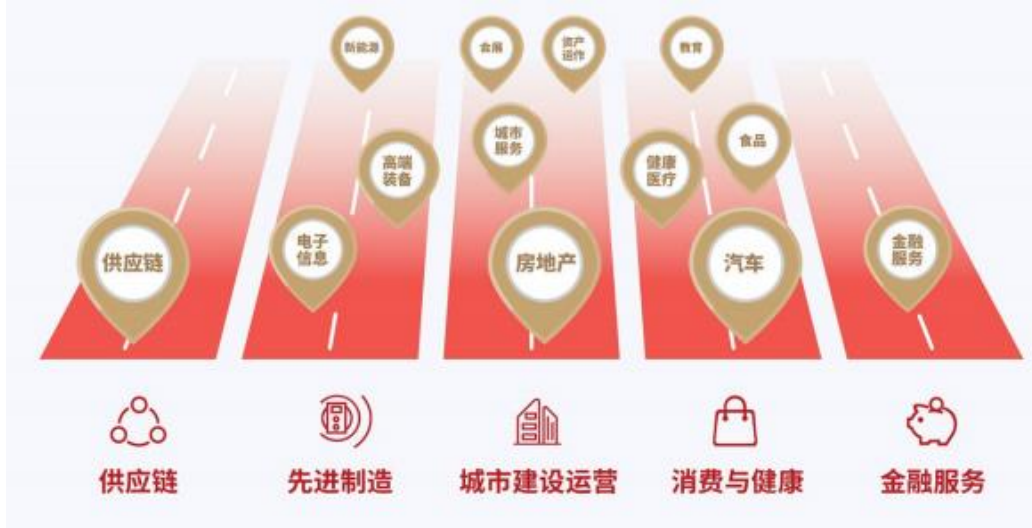 新能源
会展
资产
运作
教育
城市
服务
食品
高端
装备
健康
医疗
供应链
电子
信息
房地产
汽车
金融
服务
供应链
先进制造
城市建设运营
消费与健康
金融服务